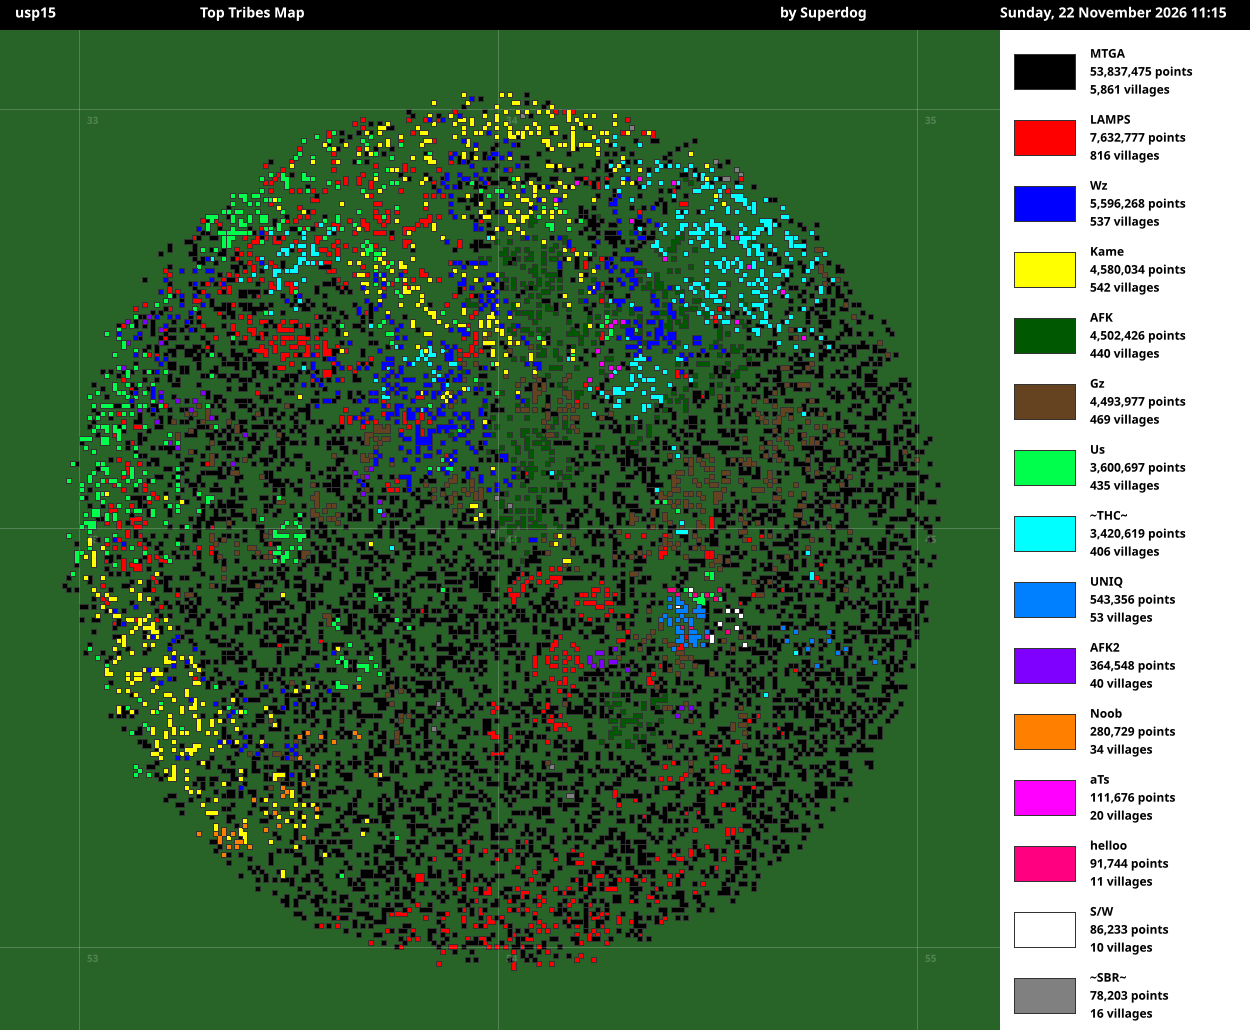 usp15 Top Tribes Map by Superdog Sunday, 22 November 2026 11:15
MTGA
53,837,475 points
5,861 villages
LAMPS
7,632,777 points
816 villages
Wz
5,596,268 points
537 villages
Kame
4,580,034 points
542 villages
AFK
4,502,426 points
440 villages
Gz
4,493,977 points
469 villages
Us
3,600,697 points
435 villages
~THC~
3,420,619 points
406 villages
UNIQ
543,356 points
53 villages
AFK2
364,548 points
40 villages
Noob
280,729 points
34 villages
aTs
111,676 points
20 villages
helloo
91,744 points
11 villages
S/W
86,233 points
10 villages
~SBR~
78,203 points
16 villages
33 35
44
53 55